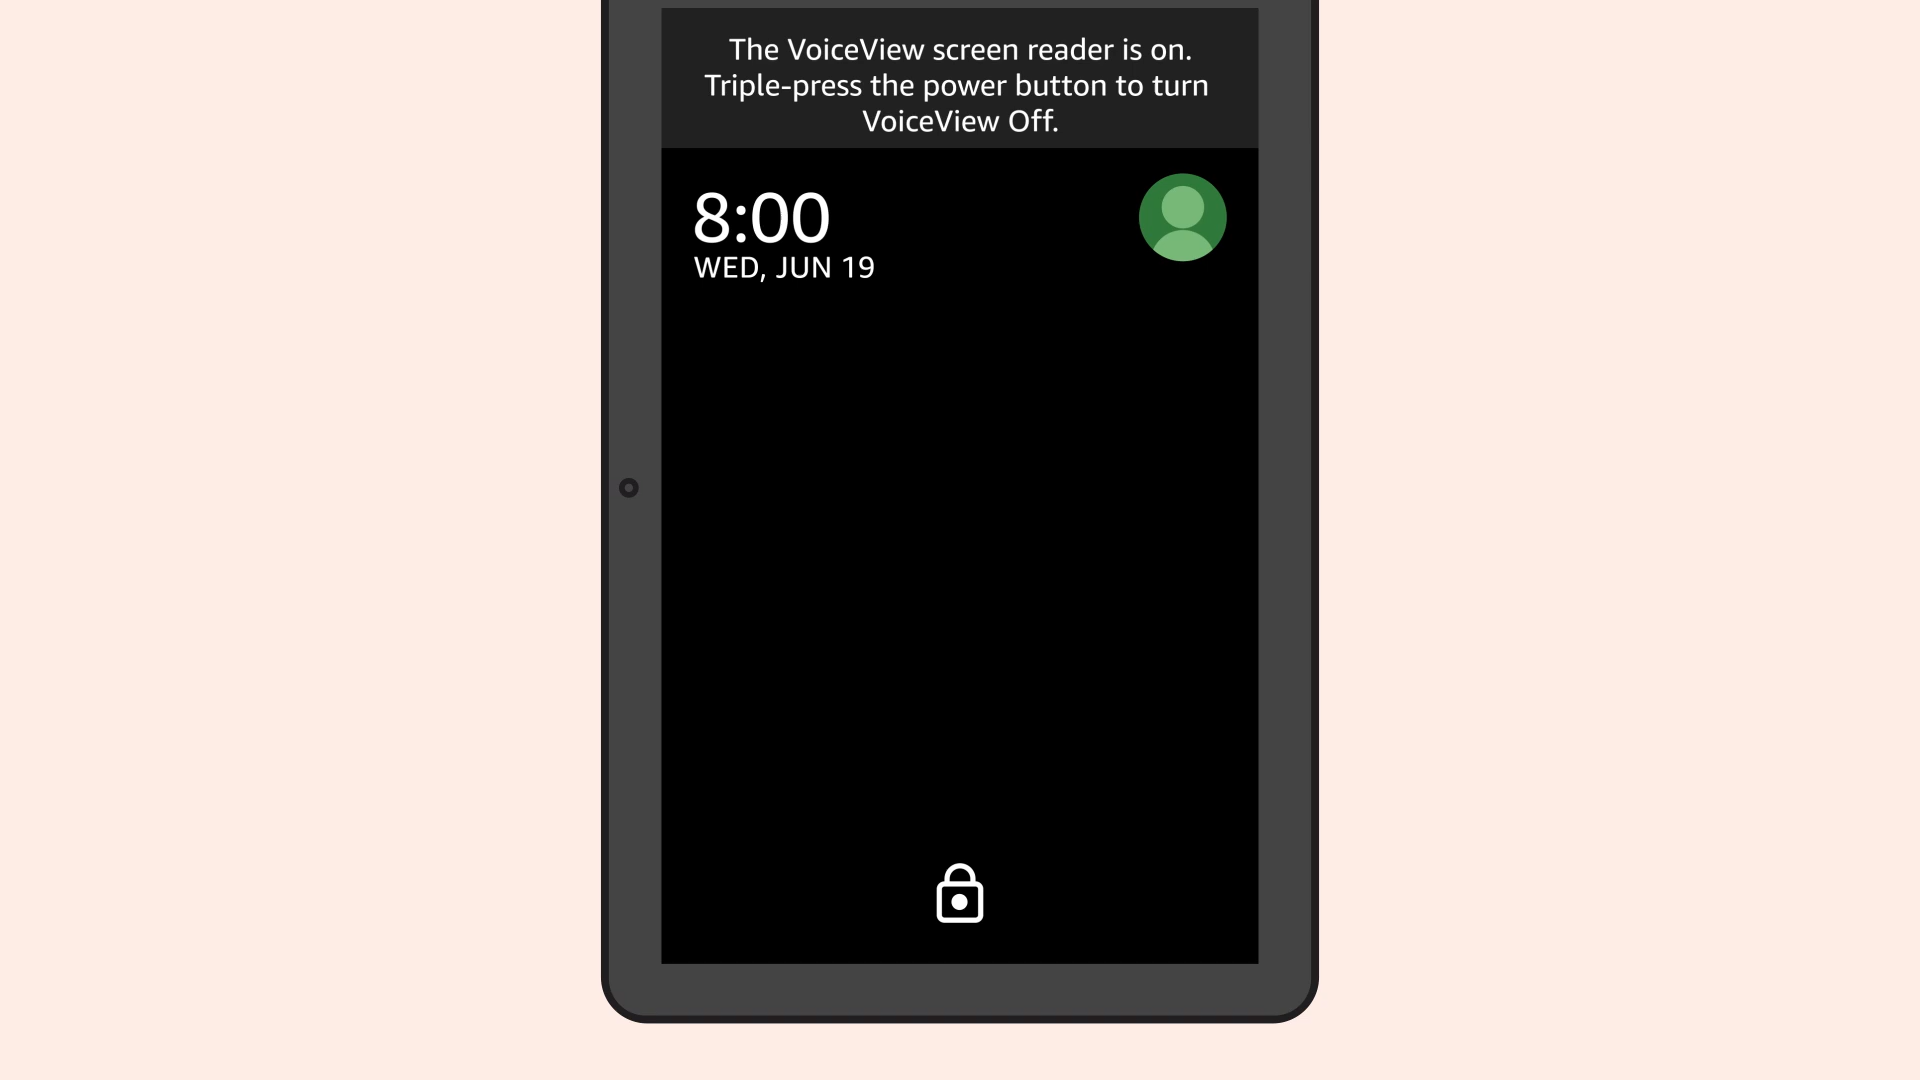 The VoiceView screen reader is on.
Triple-press the power button to turn
VoiceView Off.
8:00
WED, JUN 19